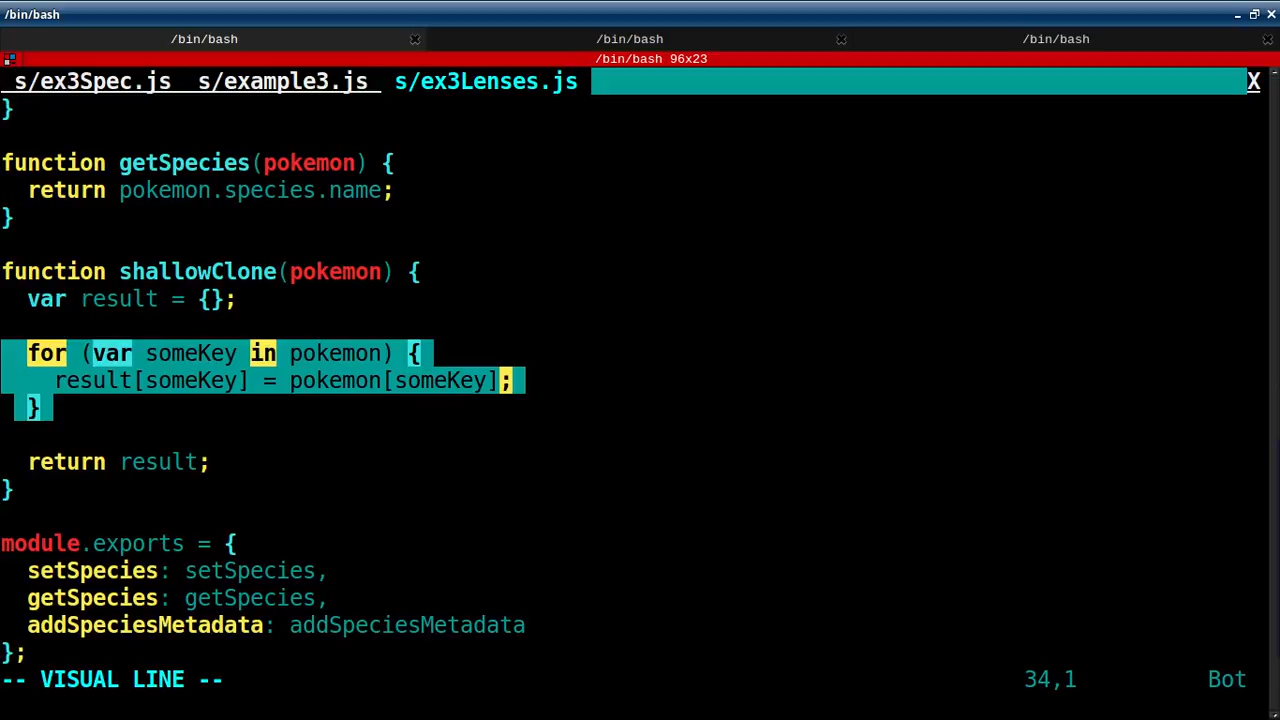 /bin/bash
/bin/bash /bin/bash /bin/bash
/bin/bash 96x23
s/ex3Spec.js s/example3.js s/ex3Lenses.js X
}
function getSpecies(pokemon) {
  return pokemon.species.name;
}
function shallowClone(pokemon) {
  var result = {};
  for (var someKey in pokemon) {
    result[someKey] = pokemon[someKey];
  }
  return result;
}
module.exports = {
  setSpecies: setSpecies,
  getSpecies: getSpecies,
  addSpeciesMetadata: addSpeciesMetadata
};
-- VISUAL LINE -- 34,1 Bot